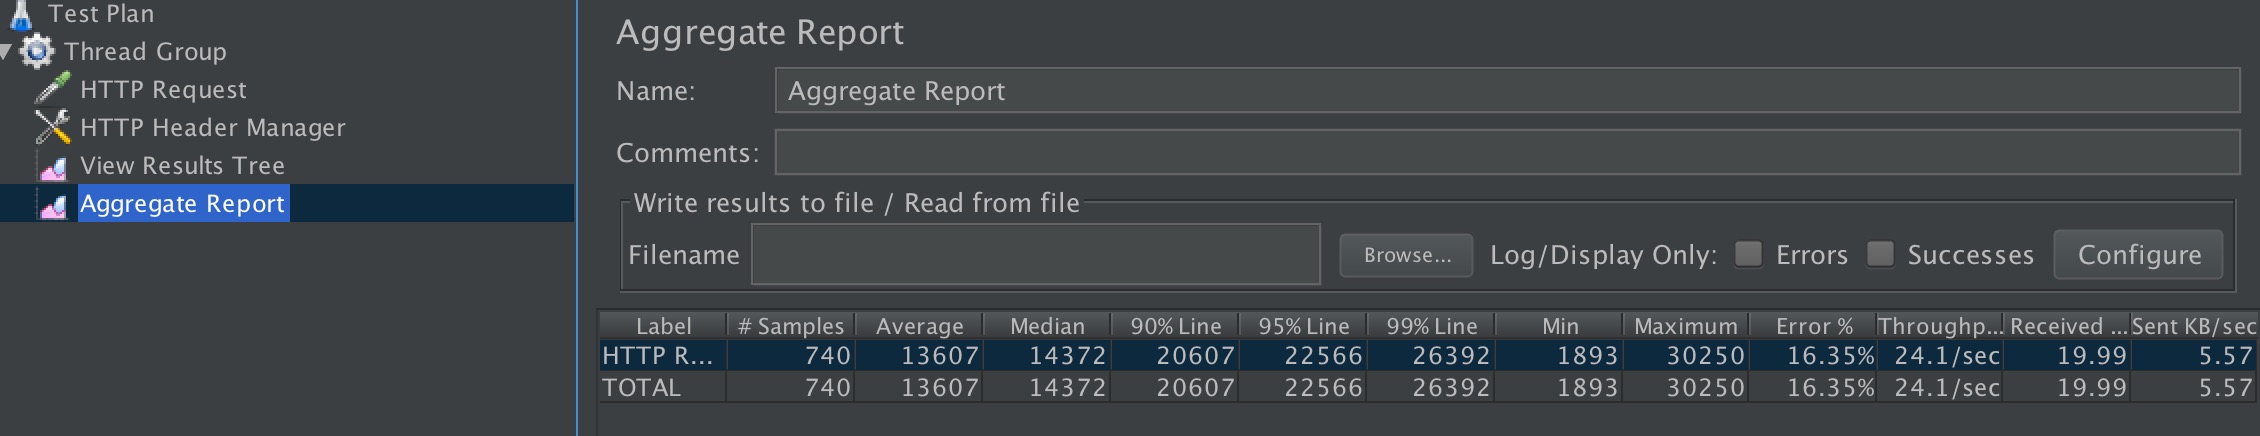 Test Plan
Thread Group
HTTP Request
HTTP Header Manager
View Results Tree
Aggregate Report
Aggregate Report
Name: Aggregate Report
Comments:
Write results to file / Read from file
Filename Browse... Log/Display Only: Errors Successes Configure
Label # Samples Average Median 90% Line 95% Line 99% Line Min Maximum Error % Throughp... Received ... Sent KB/sec
HTTP R... 740 13607 14372 20607 22566 26392 1893 30250 16.35% 24.1/sec 19.99 5.57
TOTAL 740 13607 14372 20607 22566 26392 1893 30250 16.35% 24.1/sec 19.99 5.57